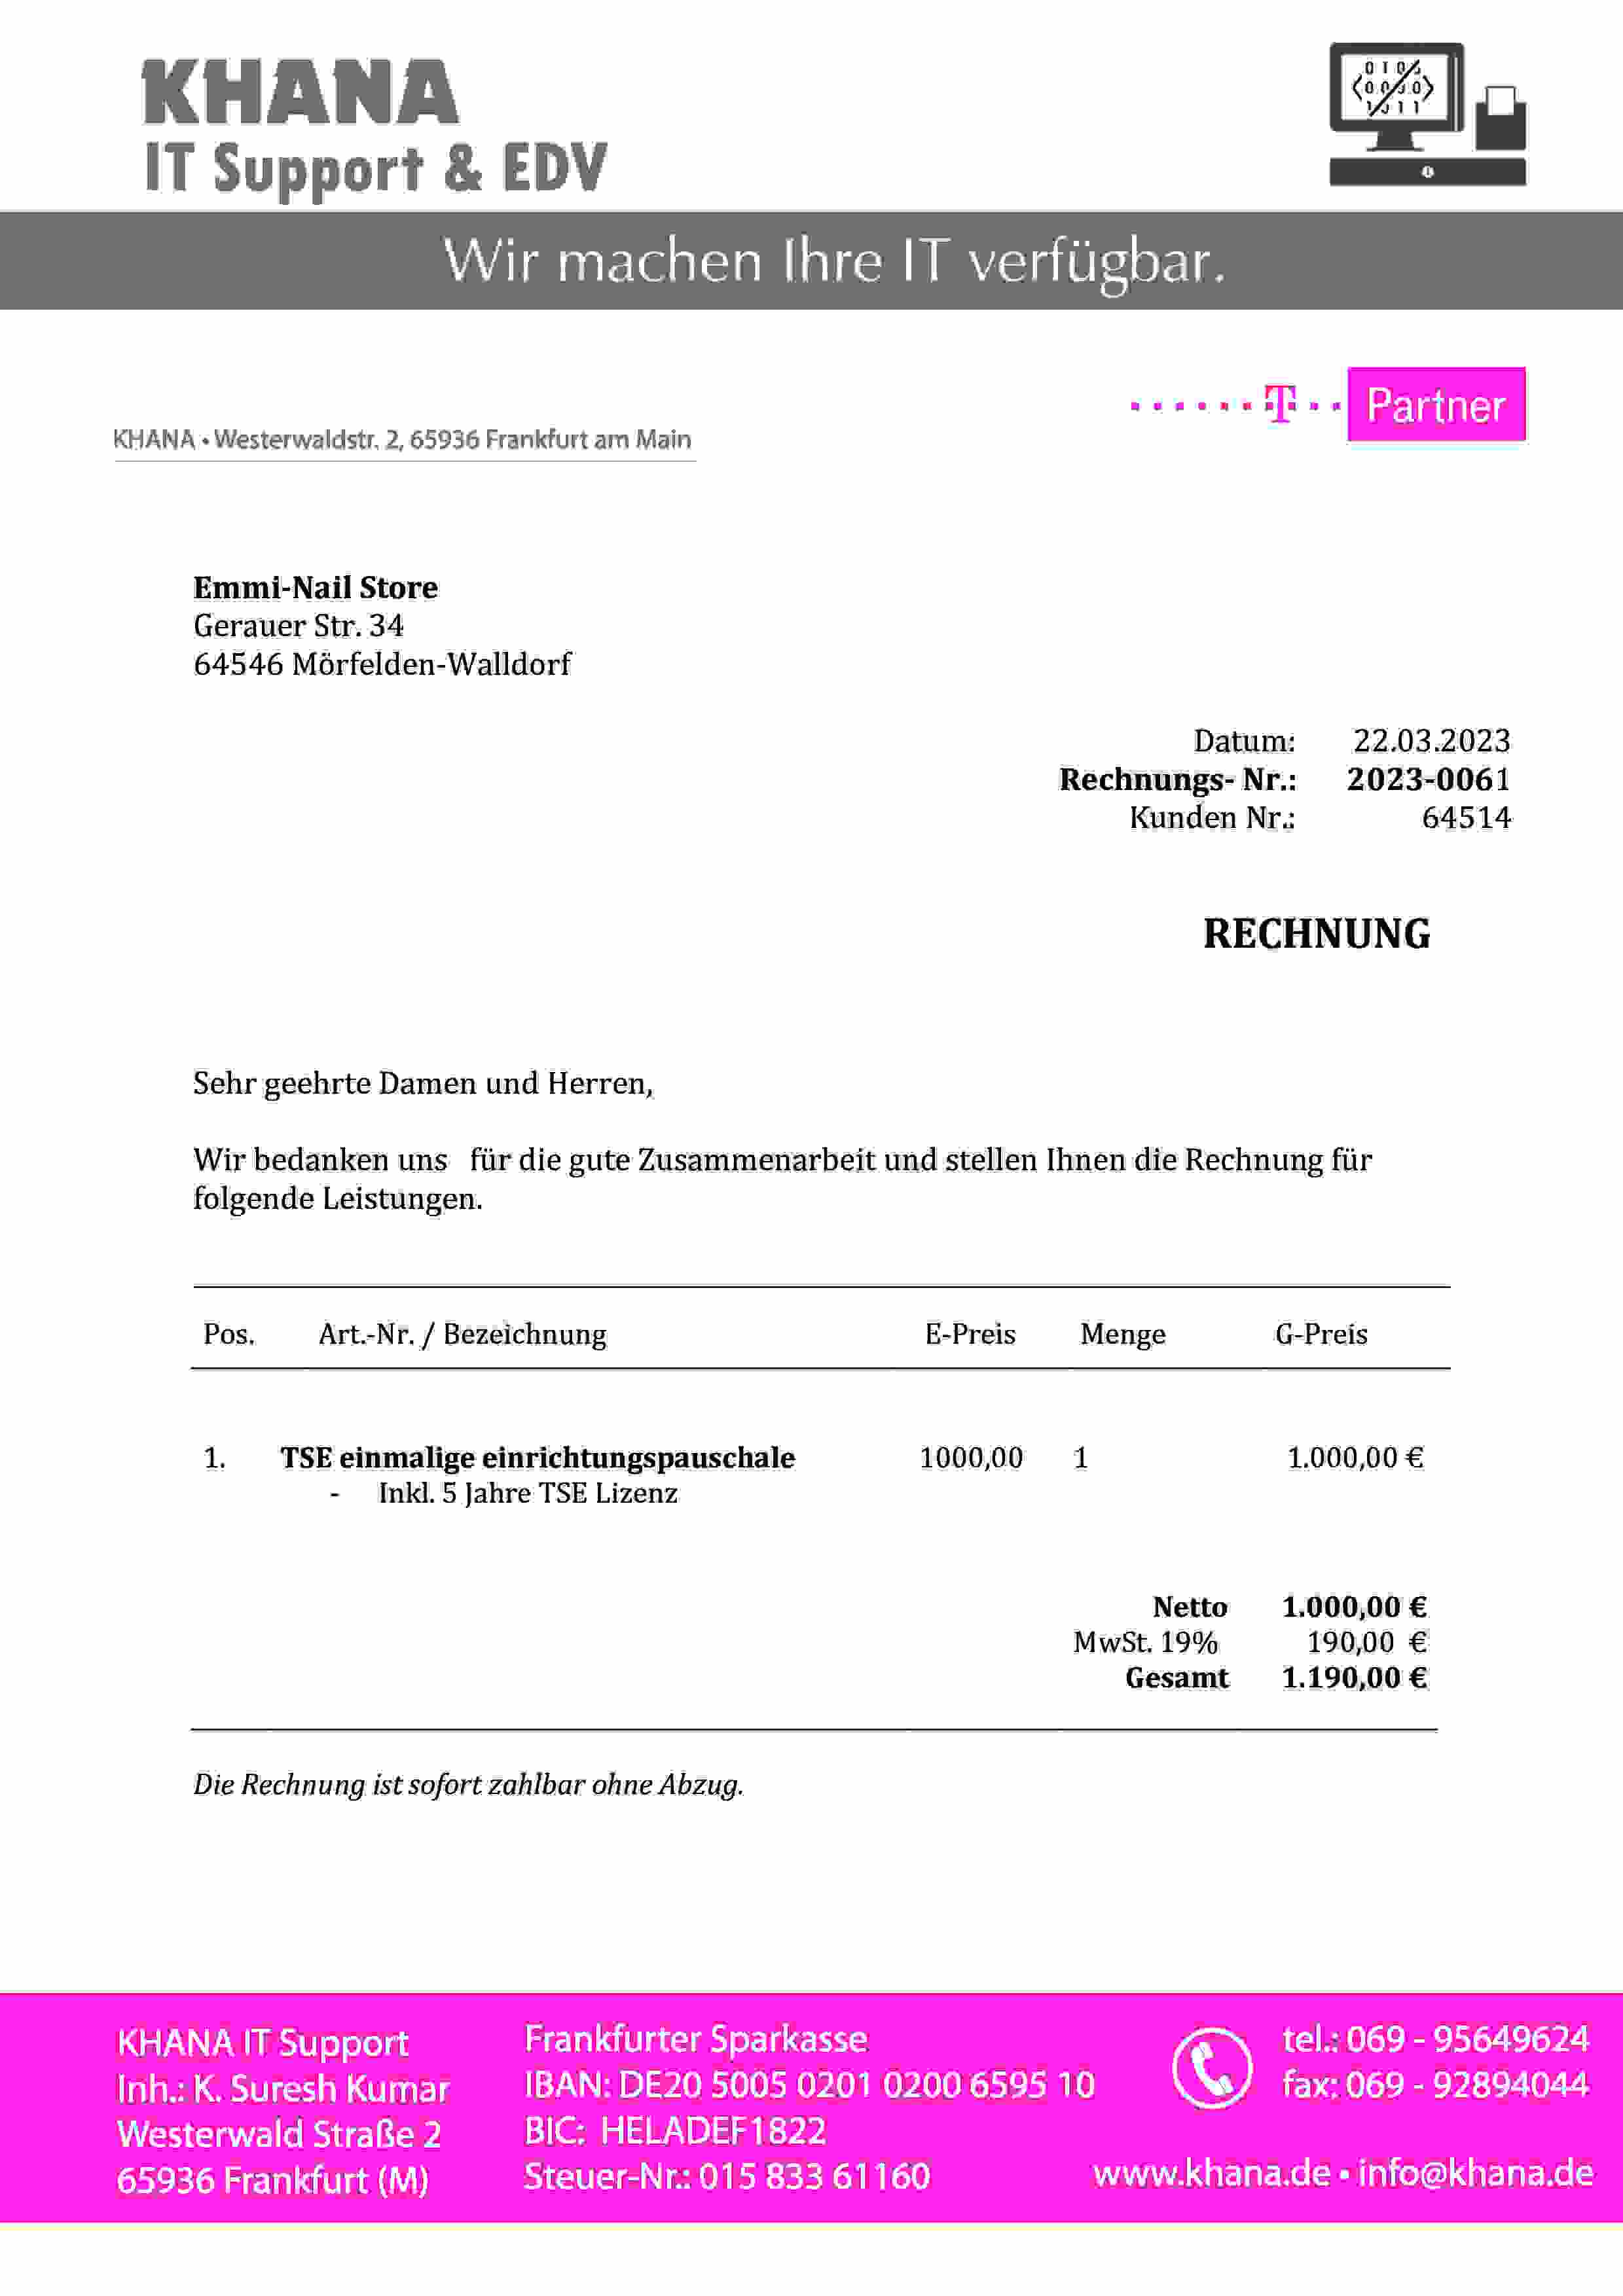 KHANA
IT Support & EDV
Wir machen Ihre IT verfügbar.
T Partner
KHANA • Westerwaldstr. 2, 65936 Frankfurt am Main
Emmi-Nail Store
Gerauer Str. 34
64546 Mörfelden-Walldorf
Datum: 22.03.2023
Rechnungs- Nr.: 2023-0061
Kunden Nr.: 64514
RECHNUNG
Sehr geehrte Damen und Herren,
Wir bedanken uns für die gute Zusammenarbeit und stellen Ihnen die Rechnung für
folgende Leistungen.
Pos. Art.-Nr. / Bezeichnung E-Preis Menge G-Preis
1. TSE einmalige einrichtungspauschale 1000,00 1 1.000,00 €
- Inkl. 5 Jahre TSE Lizenz
Netto 1.000,00 €
MwSt. 19% 190,00 €
Gesamt 1.190,00 €
Die Rechnung ist sofort zahlbar ohne Abzug.
KHANA IT Support
Inh.: K. Suresh Kumar
Westerwald Straße 2
65936 Frankfurt (M)
Frankfurter Sparkasse
IBAN: DE20 5005 0201 0200 6595 10
BIC: HELADEF1822
Steuer-Nr.: 015 833 61160
tel.: 069 - 95649624
fax: 069 - 92894044
www.khana.de • info@khana.de